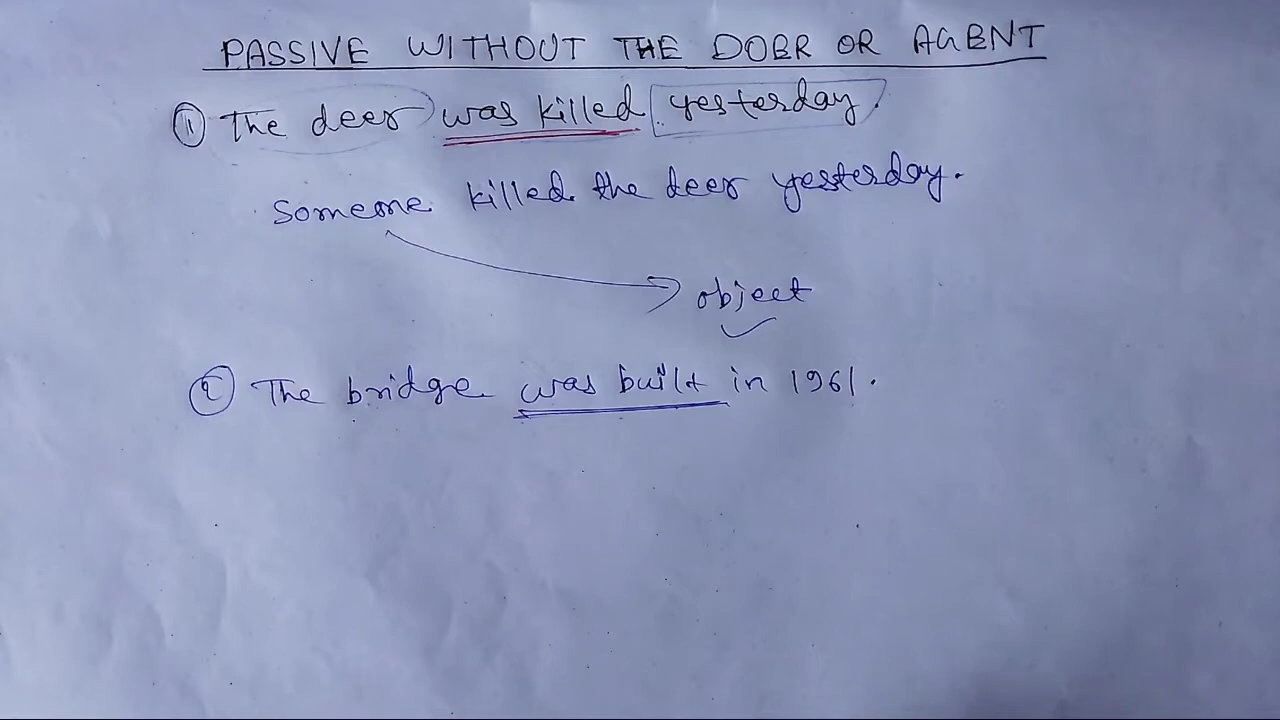 PASSIVE WITHOUT THE DOER OR AGENT
① The deer was killed yesterday.
Someone killed the deer yesterday.
object
② The bridge was built in 1961.